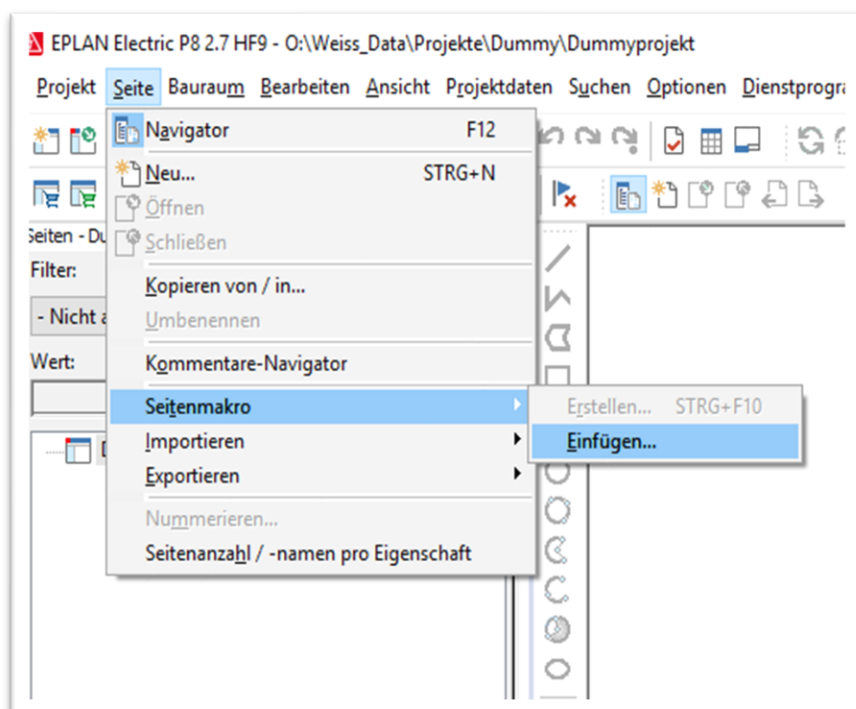 EPLAN Electric P8 2.7 HF9 - O:\Weiss_Data\Projekte\Dummy\Dummyprojekt
Projekt Seite Bauraum Bearbeiten Ansicht Projektdaten Suchen Optionen Dienstprogra
Navigator F12
Neu... STRG+N
Öffnen
Seiten - Du
Schließen
Filter:
Kopieren von / in...
- Nicht a
Umbenennen
Wert:
Kommentare-Navigator
Seitenmakro
Erstellen... STRG+F10
Importieren
Einfügen...
Exportieren
Nummerieren...
Seitenanzahl / -namen pro Eigenschaft